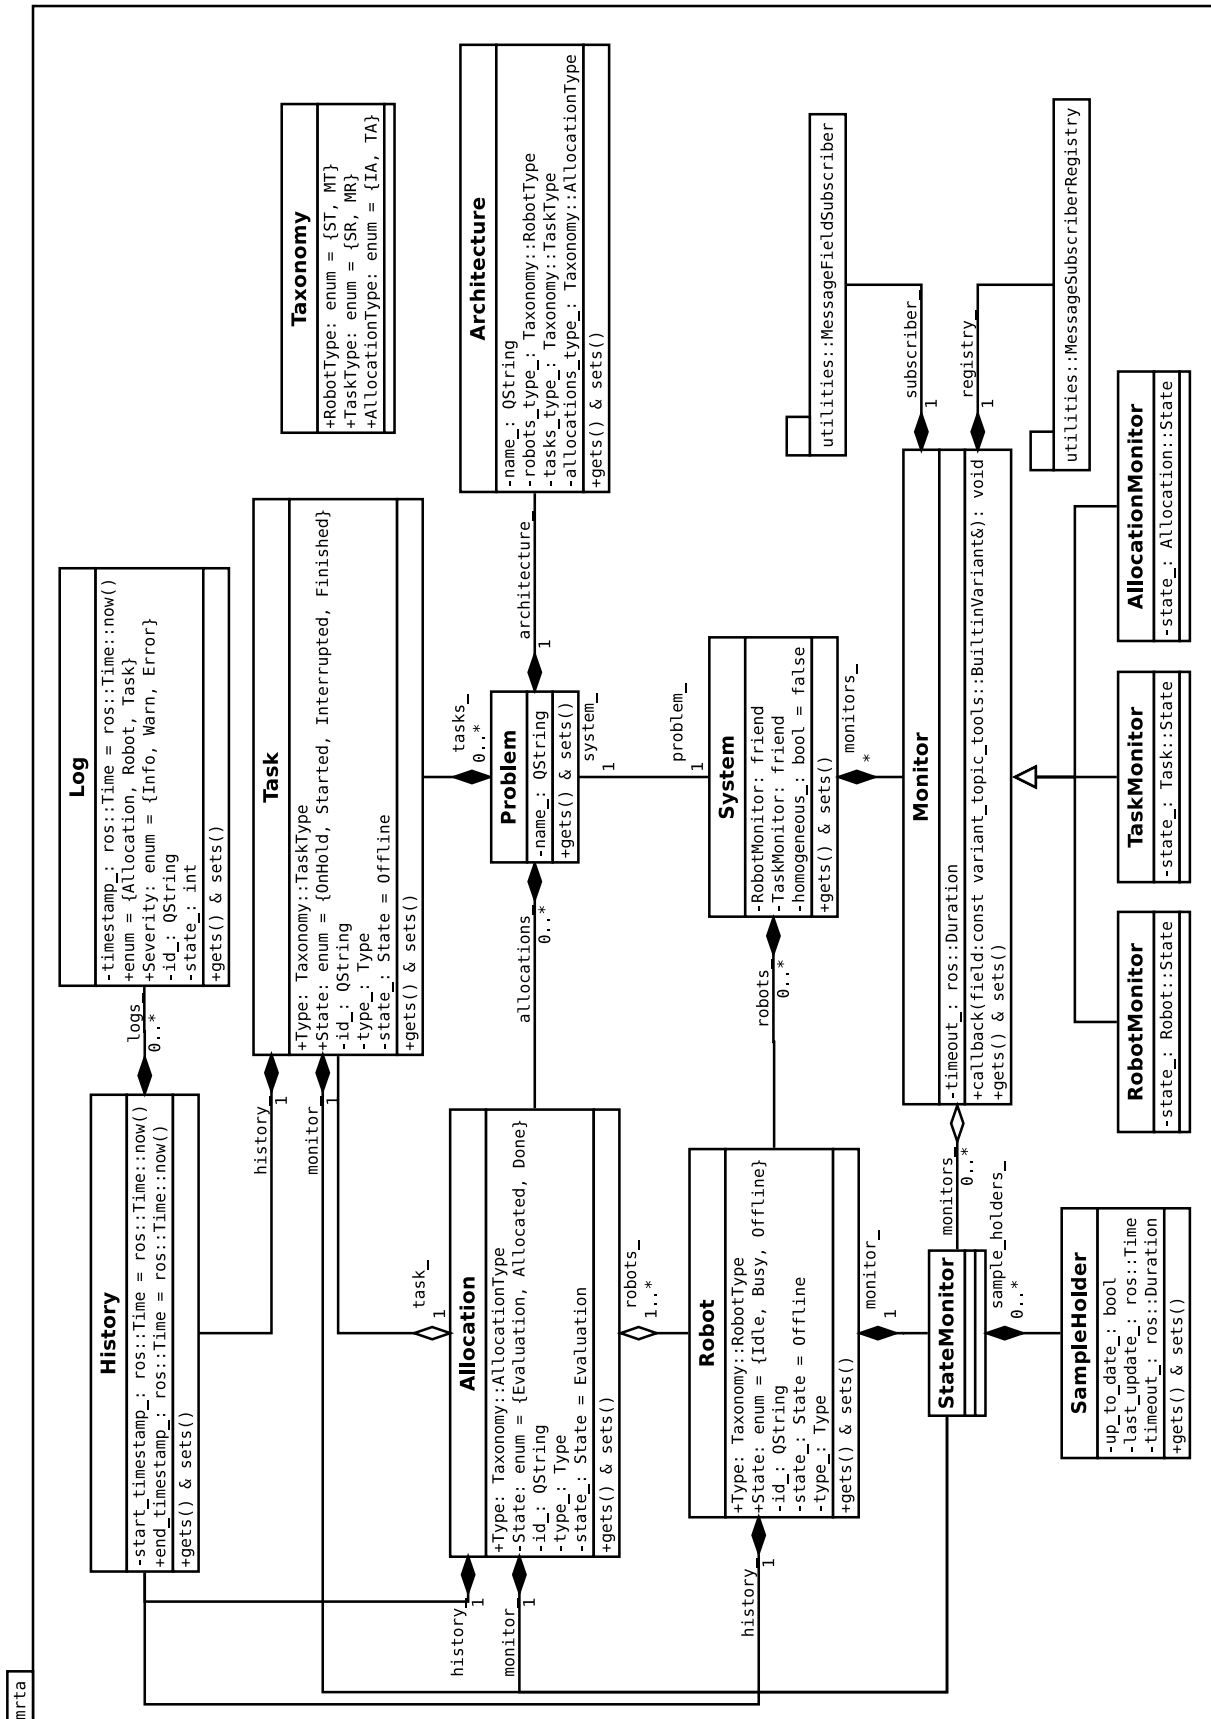 mrta
History
-start_timestamp_: ros::Time = ros::Time::now()
+end_timestamp_: ros::Time = ros::Time::now()
+gets() & sets()
logs_
0..*
Log
-timestamp_: ros::Time = ros::Time::now()
+enum = {Allocation, Robot, Task}
+Severity: enum = {Info, Warn, Error}
-id_: QString
-state_: int
+gets() & sets()
history_
1
monitor_
1
Task
+Type: Taxonomy::TaskType
+State: enum = {OnHold, Started, Interrupted, Finished}
-id_: QString
-type_: Type
-state_: State = Offline
+gets() & sets()
Taxonomy
+RobotType: enum = {ST, MT}
+TaskType: enum = {SR, MR}
+AllocationType: enum = {IA, TA}
history_
1
monitor_
1
task_
1
Allocation
+Type: Taxonomy::AllocationType
-State: enum = {Evaluation, Allocated, Done}
-id_: QString
-type_: Type
-state_: State = Evaluation
+gets() & sets()
robots_
1..*
allocations_
0..*
tasks_
0..*
Problem
-name_: QString
+gets() & sets()
system_
1
architecture_
1
Architecture
-name_: QString
-robots_type_: Taxonomy::RobotType
-tasks_type_: Taxonomy::TaskType
-allocations_type_: Taxonomy::AllocationType
+gets() & sets()
history_
1
Robot
+Type: Taxonomy::RobotType
+State: enum = {Idle, Busy, Offline}
-id_: QString
-state_: State = Offline
-type_: Type
+gets() & sets()
monitor_
1
robots_
0..*
problem_
1
System
-RobotMonitor: friend
-TaskMonitor: friend
-homogeneous_: bool = false
+gets() & sets()
monitors_
*
utilities::MessageFieldSubscriber
subscriber_
1
registry_
1
utilities::MessageSubscriberRegistry
StateMonitor
monitors_
0..*
sample_holders_
0..*
Monitor
-timeout_: ros::Duration
+callback(field:const variant_topic_tools::BuiltinVariant&): void
+gets() & sets()
SampleHolder
-up_to_date_: bool
-last_update_: ros::Time
-timeout_: ros::Duration
+gets() & sets()
RobotMonitor
-state_: Robot::State
TaskMonitor
-state_: Task::State
AllocationMonitor
-state_: Allocation::State